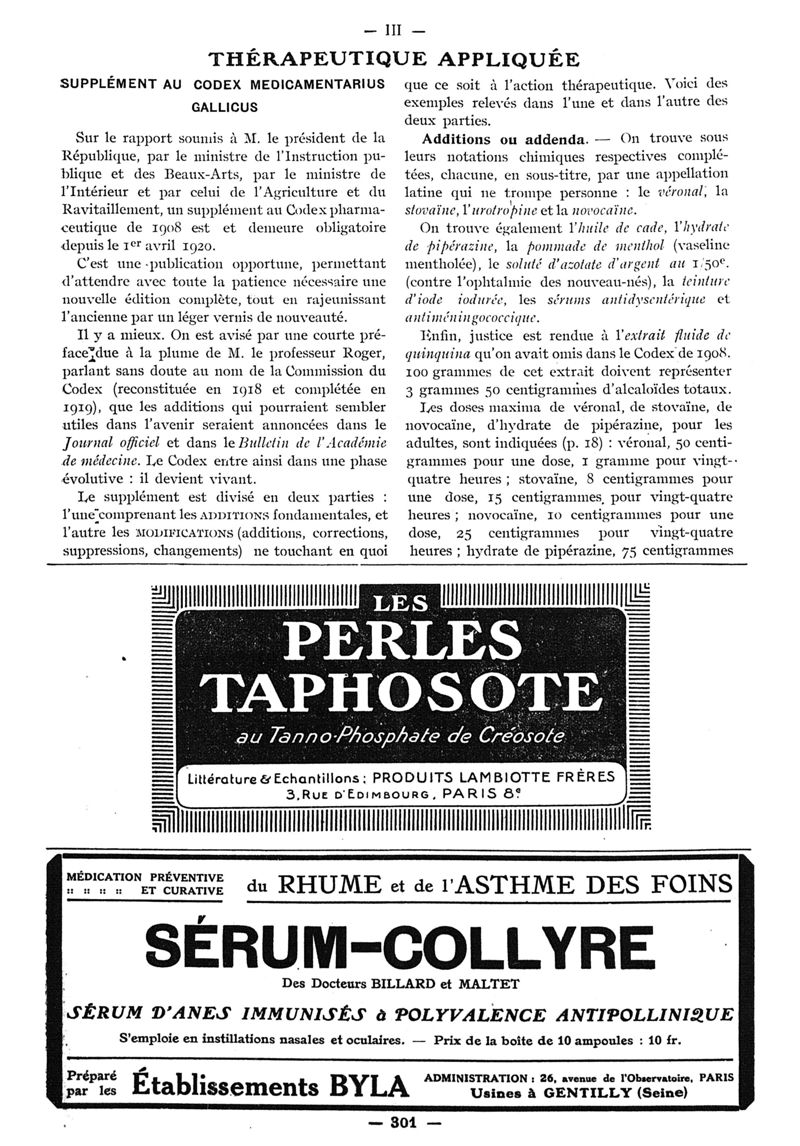 — III —
THÉRAPEUTIQUE APPLIQUÉE
SUPPLÉMENT AU CODEX MEDICAMENTARIUS
GALLICUS
Sur le rapport soumis à M. le président de la
République, par le ministre de l'Instruction pu-
blique et des Beaux-Arts, par le ministre de
l'Intérieur et par celui de l'Agriculture et du
Ravitaillement, un supplément au Codex pharma-
ceutique de 1908 est et demeure obligatoire
depuis le 1er avril 1920.
C'est une publication opportune, permettant
d'attendre avec toute la patience nécessaire une
nouvelle édition complète, tout en rajeunissant
l'ancienne par un léger vernis de nouveauté.
Il y a mieux. On est avisé par une courte pré-
face due à la plume de M. le professeur Roger,
parlant sans doute au nom de la Commission du
Codex (reconstituée en 1918 et complétée en
1919), que les additions qui pourraient sembler
utiles dans l'avenir seraient annoncées dans le
Journal officiel et dans le Bulletin de l'Académie
de médecine. Le Codex entre ainsi dans une phase
évolutive : il devient vivant.
Le supplément est divisé en deux parties :
l'une comprenant les ADDITIONS fondamentales, et
l'autre les MODIFICATIONS (additions, corrections,
suppressions, changements) ne touchant en quoi
que ce soit à l'action thérapeutique. Voici des
exemples relevés dans l'une et dans l'autre des
deux parties.
Additions ou addenda. — On trouve sous
leurs notations chimiques respectives complé-
tées, chacune, en sous-titre, par une appellation
latine qui ne trompe personne : le véronal, la
stovaïne, l'urotropine et la novocaïne.
On trouve également l'huile de cade, l'hydrate
de pipérazine, la pommade de menthol (vaseline
mentholée), le soluté d'azotate d'argent au 1/50e.
(contre l'ophtalmie des nouveau-nés), la teinture
d'iode iodurée, les sérums antidysentérique et
antiméningococcique.
Enfin, justice est rendue à l'extrait fluide de
quinquina qu'on avait omis dans le Codex de 1908.
100 grammes de cet extrait doivent représenter
3 grammes 50 centigrammes d'alcaloïdes totaux.
Les doses maxima de véronal, de stovaïne, de
novocaïne, d'hydrate de pipérazine, pour les
adultes, sont indiquées (p. 18) : véronal, 50 centi-
grammes pour une dose, 1 gramme pour vingt-
quatre heures ; stovaïne, 8 centigrammes pour
une dose, 15 centigrammes pour vingt-quatre
heures ; novocaïne, 10 centigrammes pour une
dose, 25 centigrammes pour vingt-quatre
heures ; hydrate de pipérazine, 75 centigrammes
LES
PERLES
TAPHOSOTE
au Tanno-Phosphate de Créosote
Littérature & Echantillons : PRODUITS LAMBIOTTE FRÈRES
3, RUE D'EDIMBOURG, PARIS 8e
MÉDICATION PRÉVENTIVE
:: :: :: :: ET CURATIVE
du RHUME et de l'ASTHME DES FOINS
SÉRUM-COLLYRE
Des Docteurs BILLARD et MALTET
SÉRUM D'ANES IMMUNISÉS à POLYVALENCE ANTIPOLLINIQUE
S'emploie en instillations nasales et oculaires. — Prix de la boîte de 10 ampoules : 10 fr.
Préparé
par les
Établissements BYLA
ADMINISTRATION : 26, avenue de l'Observatoire, PARIS
Usines à GENTILLY (Seine)
— 301 —